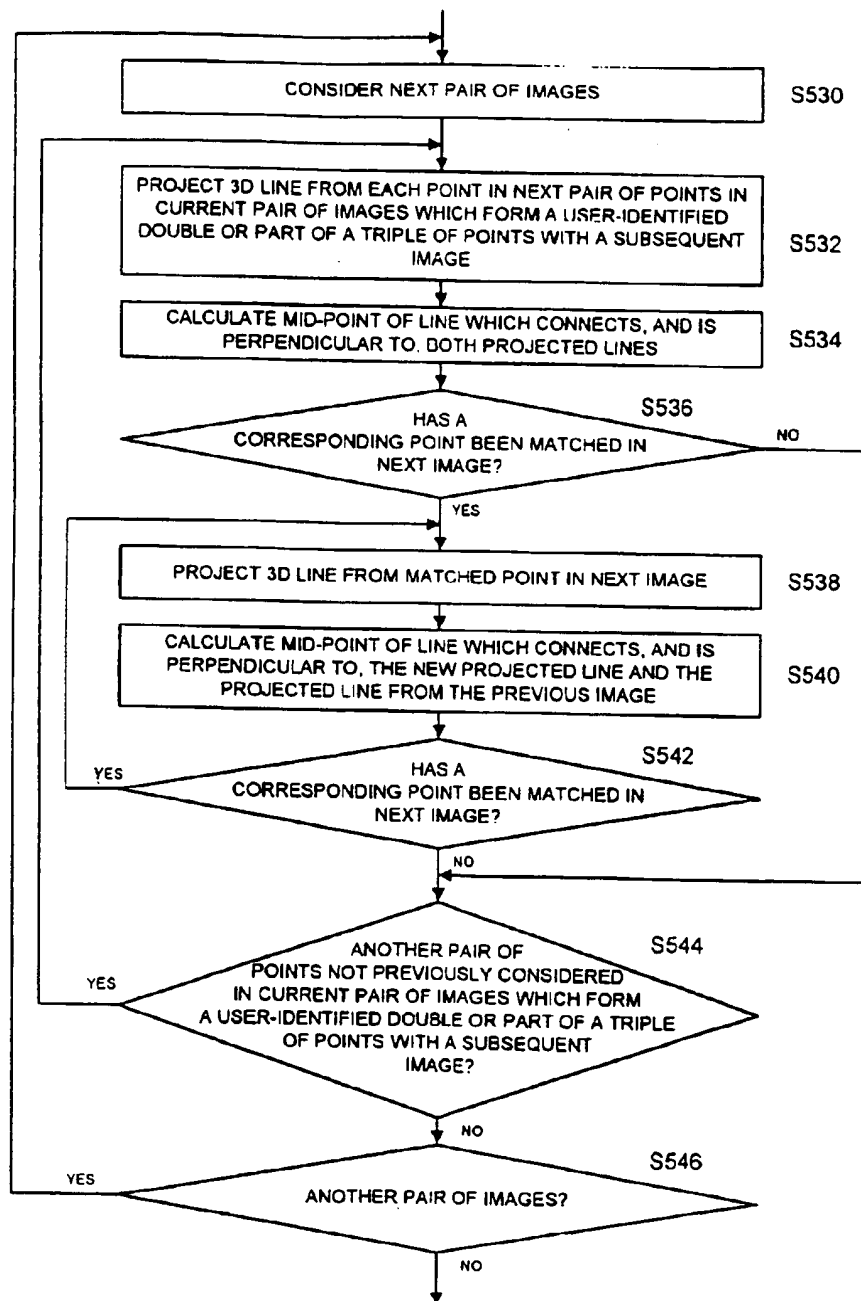 CONSIDER NEXT PAIR OF IMAGES
S530
PROJECT 3D LINE FROM EACH POINT IN NEXT PAIR OF POINTS IN
CURRENT PAIR OF IMAGES WHICH FORM A USER-IDENTIFIED
DOUBLE OR PART OF A TRIPLE OF POINTS WITH A SUBSEQUENT
IMAGE
S532
CALCULATE MID-POINT OF LINE WHICH CONNECTS, AND IS
PERPENDICULAR TO, BOTH PROJECTED LINES
S534
S536
HAS A
CORRESPONDING POINT BEEN MATCHED IN
NEXT IMAGE?
NO
YES
PROJECT 3D LINE FROM MATCHED POINT IN NEXT IMAGE
S538
CALCULATE MID-POINT OF LINE WHICH CONNECTS, AND IS
PERPENDICULAR TO, THE NEW PROJECTED LINE AND THE
PROJECTED LINE FROM THE PREVIOUS IMAGE
S540
S542
YES
HAS A
CORRESPONDING POINT BEEN MATCHED IN
NEXT IMAGE?
NO
S544
YES
ANOTHER PAIR OF
POINTS NOT PREVIOUSLY CONSIDERED
IN CURRENT PAIR OF IMAGES WHICH FORM
A USER-IDENTIFIED DOUBLE OR PART OF A TRIPLE
OF POINTS WITH A SUBSEQUENT
IMAGE?
NO
S546
YES
ANOTHER PAIR OF IMAGES?
NO